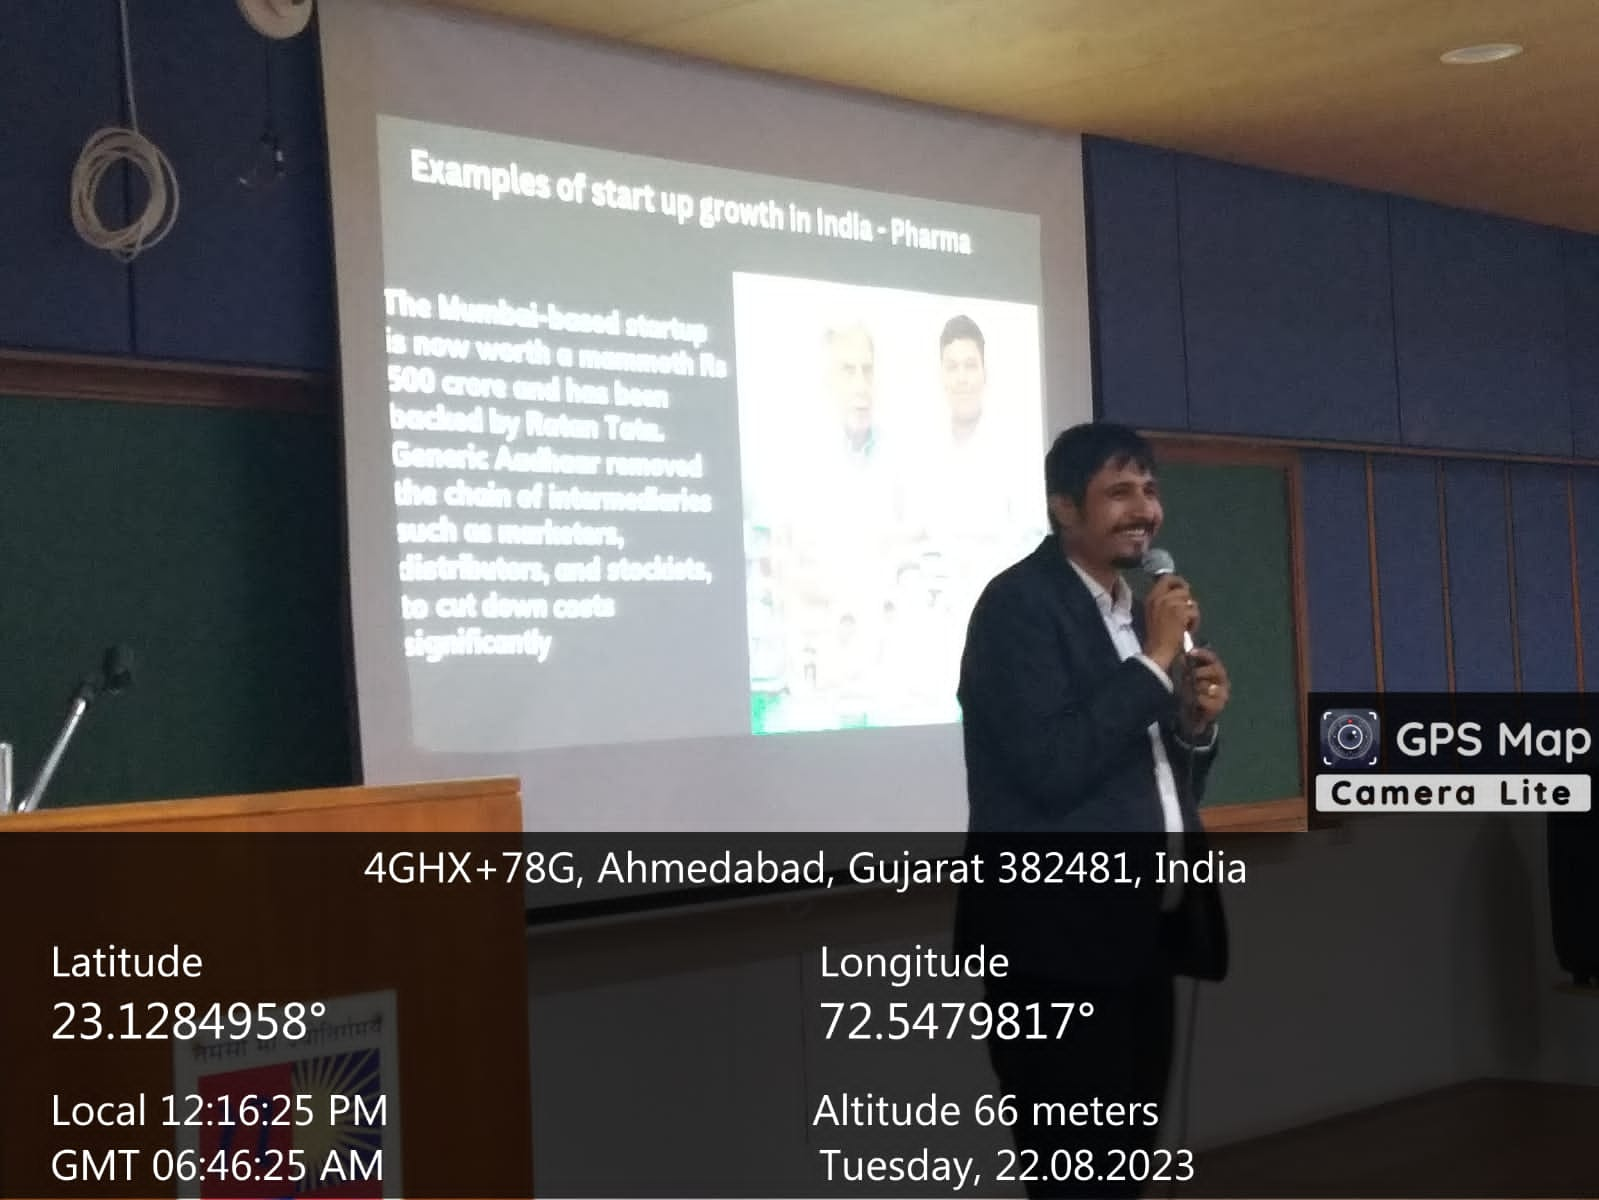 Examples of start up growth in India - Pharma
The Mumbai-based startup
is now worth a mammoth Rs
500 crore and has been
backed by Ratan Tata.
Generic Aadhaar removed
the chain of intermediaries
such as marketers,
distributors, and stockists,
to cut down costs
significantly
GPS Map
Camera Lite
4GHX+78G, Ahmedabad, Gujarat 382481, India
Latitude
23.1284958°
Longitude
72.5479817°
Local 12:16:25 PM
GMT 06:46:25 AM
Altitude 66 meters
Tuesday, 22.08.2023
तमसो मा ज्योतिर्गमय